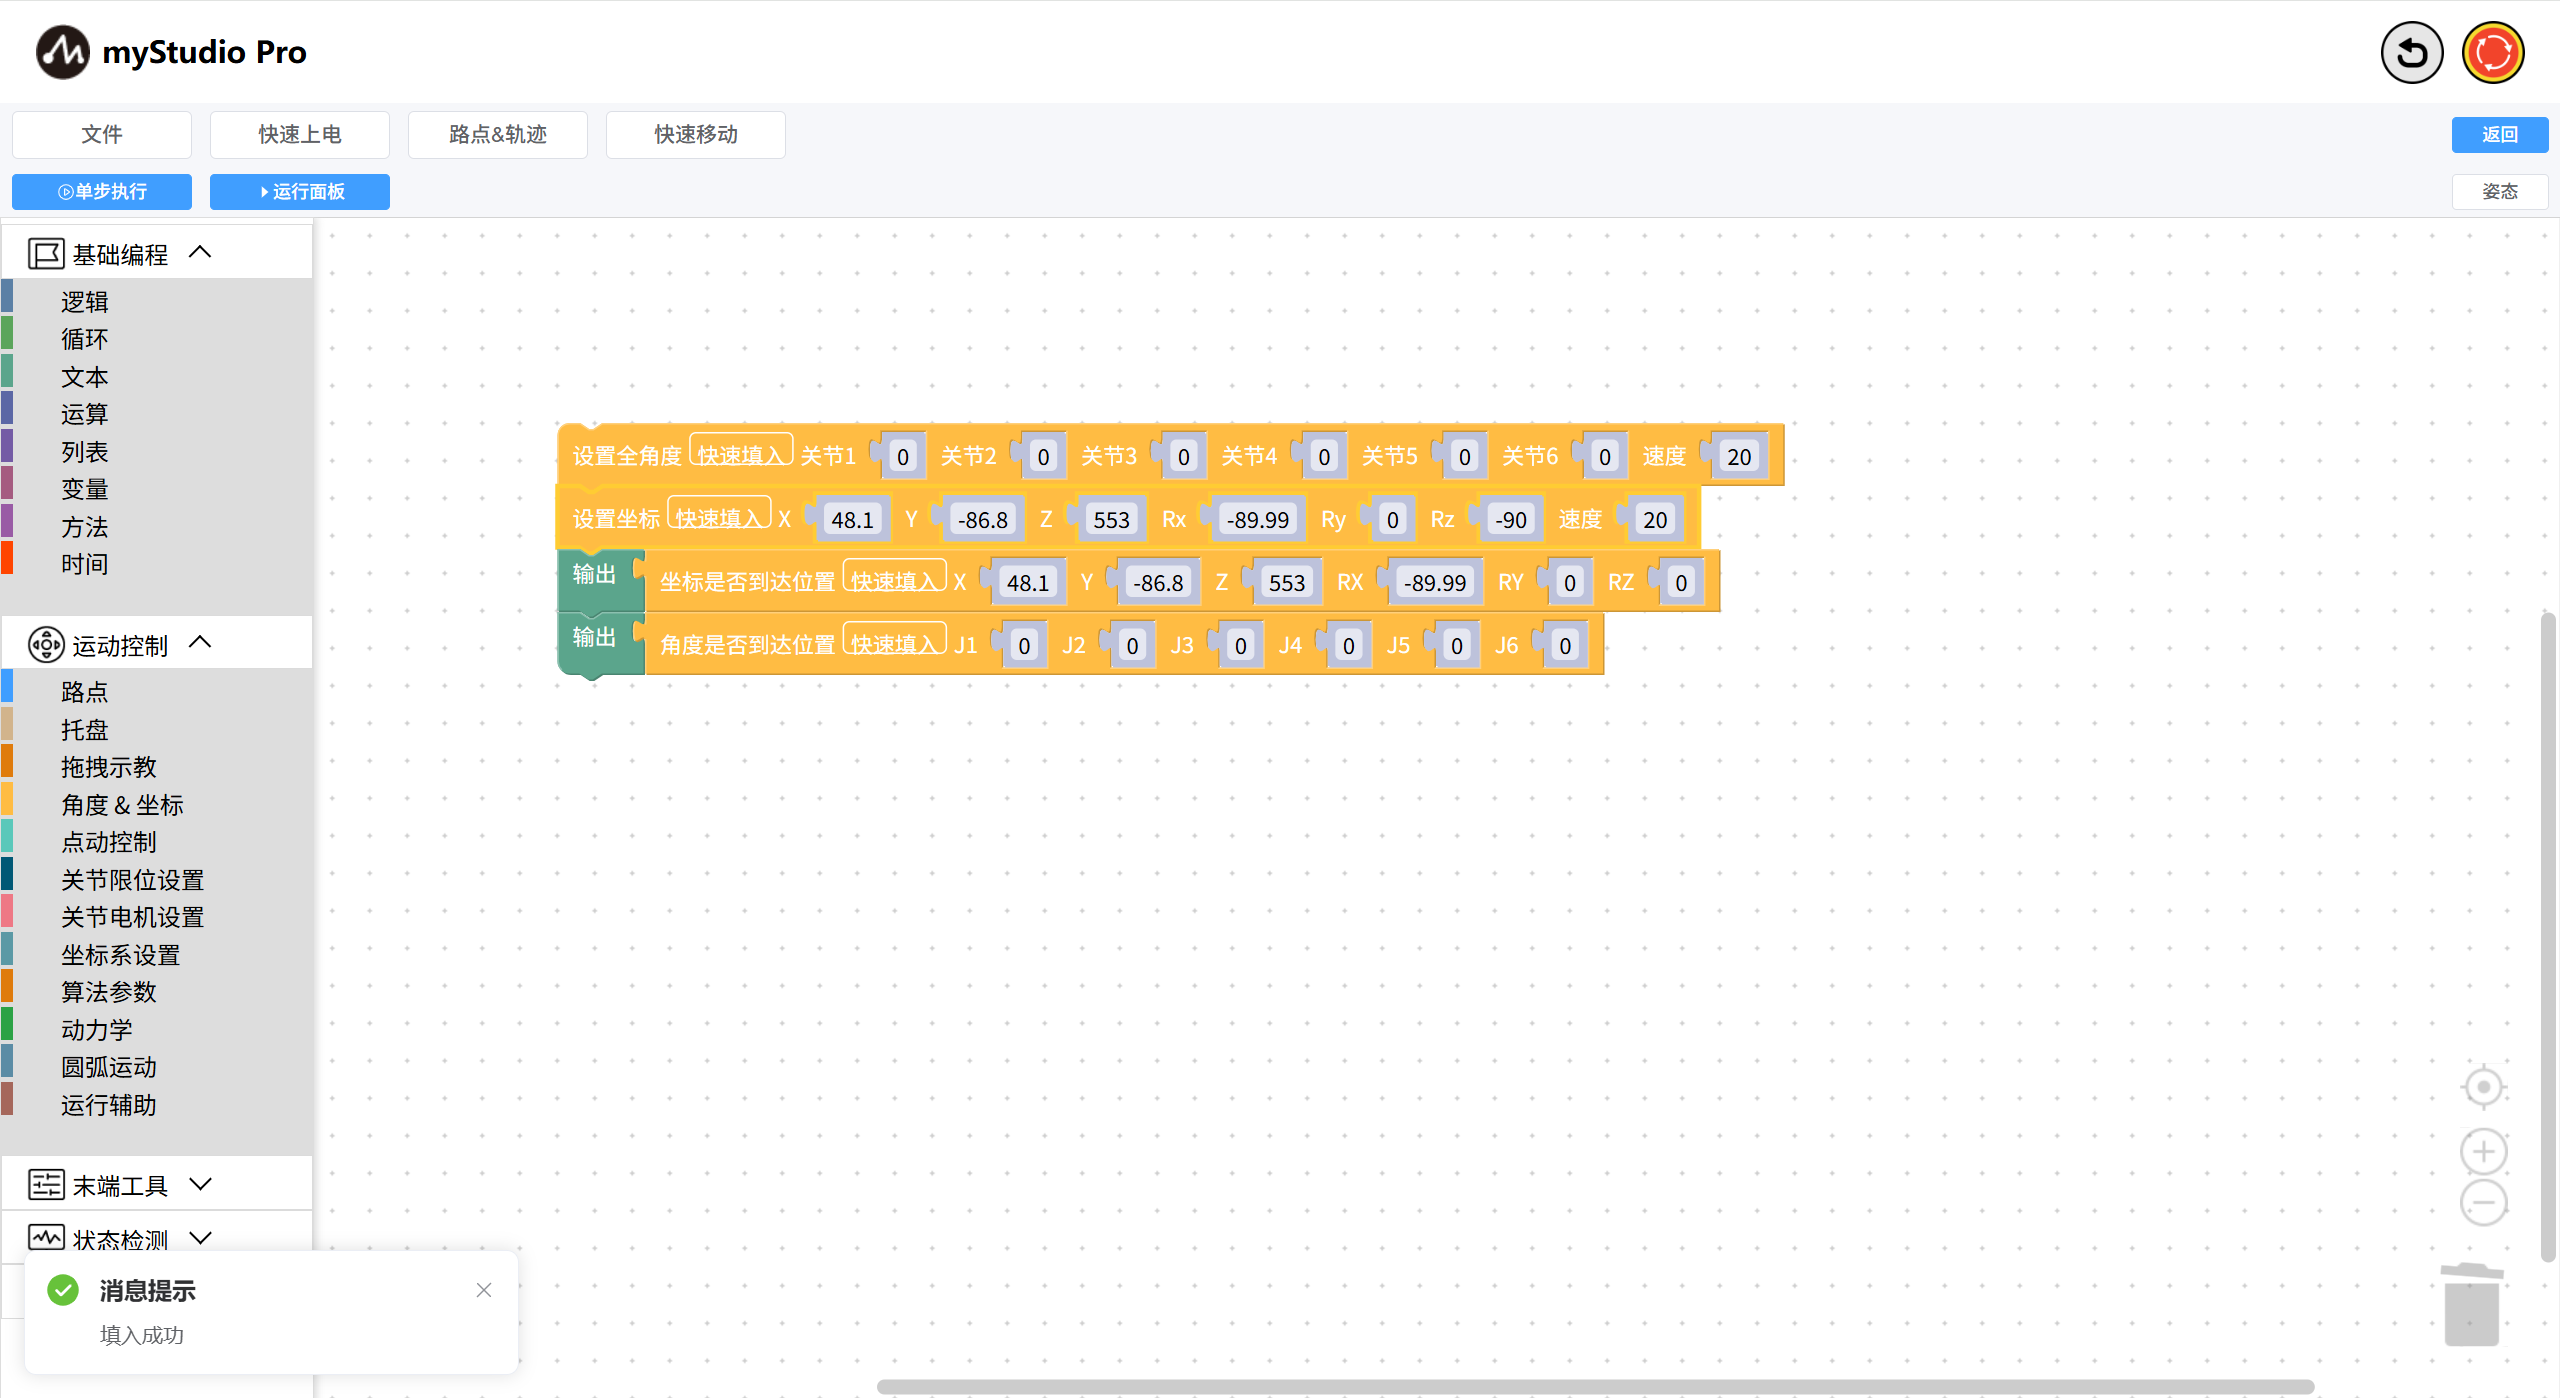 myStudio Pro
文件 快速上电 路点&轨迹 快速移动 返回
单步执行 运行面板 姿态
基础编程
逻辑
循环
文本
运算
列表
变量
方法
时间
运动控制
路点
托盘
拖拽示教
角度 & 坐标
点动控制
关节限位设置
关节电机设置
坐标系设置
算法参数
动力学
圆弧运动
运行辅助
末端工具
状态检测
设置全角度 快速填入 关节1 0 关节2 0 关节3 0 关节4 0 关节5 0 关节6 0 速度 20
设置坐标 快速填入 X 48.1 Y -86.8 Z 553 Rx -89.99 Ry 0 Rz -90 速度 20
输出 坐标是否到达位置 快速填入 X 48.1 Y -86.8 Z 553 RX -89.99 RY 0 RZ 0
输出 角度是否到达位置 快速填入 J1 0 J2 0 J3 0 J4 0 J5 0 J6 0
消息提示
填入成功